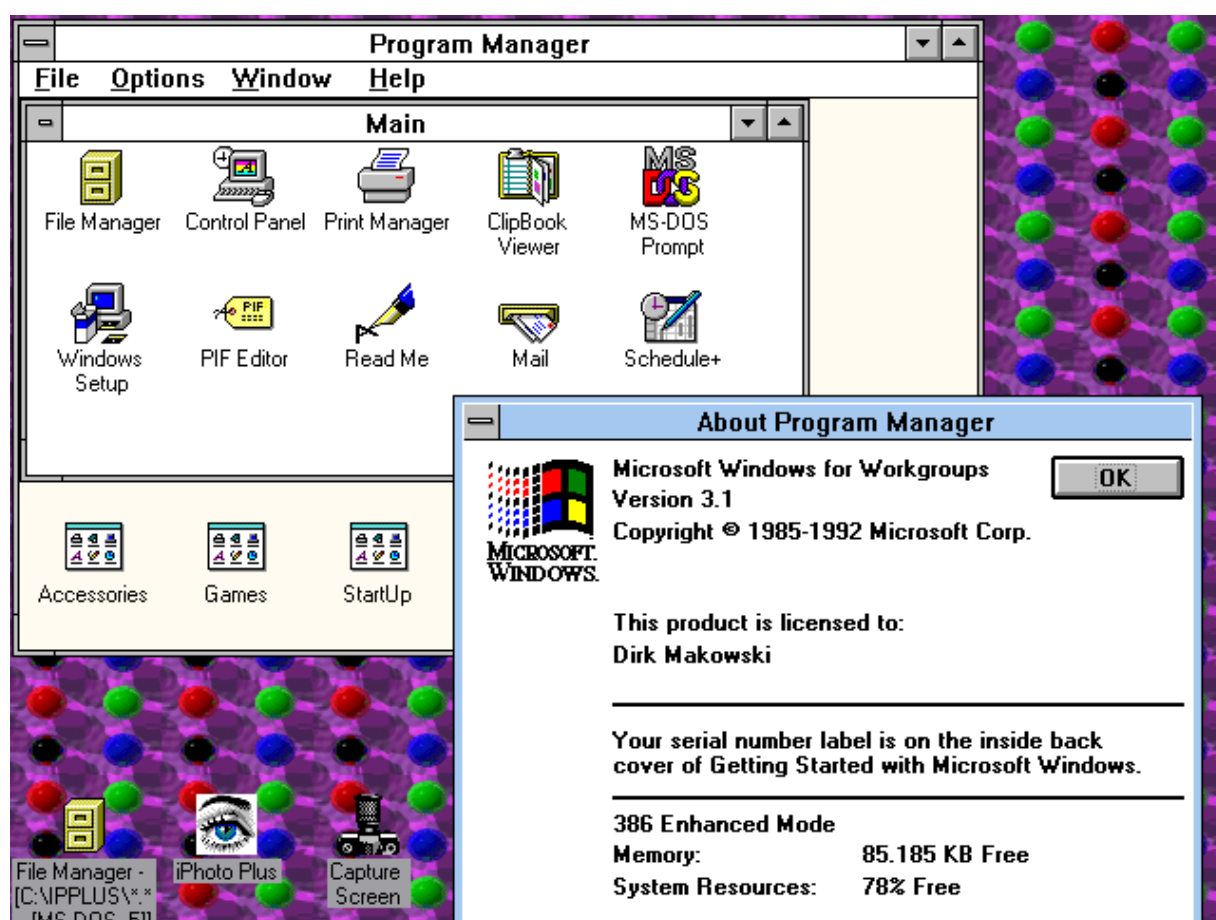 Program Manager
File Options Window Help
Main
File Manager
Control Panel
Print Manager
ClipBook
Viewer
MS-DOS
Prompt
Windows
Setup
PIF Editor
Read Me
Mail
Schedule+
Accessories
Games
StartUp
File Manager -
[C:\IPPLUS\*.*
- [MS-DOS_5]]
iPhoto Plus
Capture
Screen
About Program Manager
MICROSOFT.
WINDOWS.
Microsoft Windows for Workgroups
Version 3.1
Copyright © 1985-1992 Microsoft Corp.
OK
This product is licensed to:
Dirk Makowski
Your serial number label is on the inside back
cover of Getting Started with Microsoft Windows.
386 Enhanced Mode
Memory: 85.185 KB Free
System Resources: 78% Free